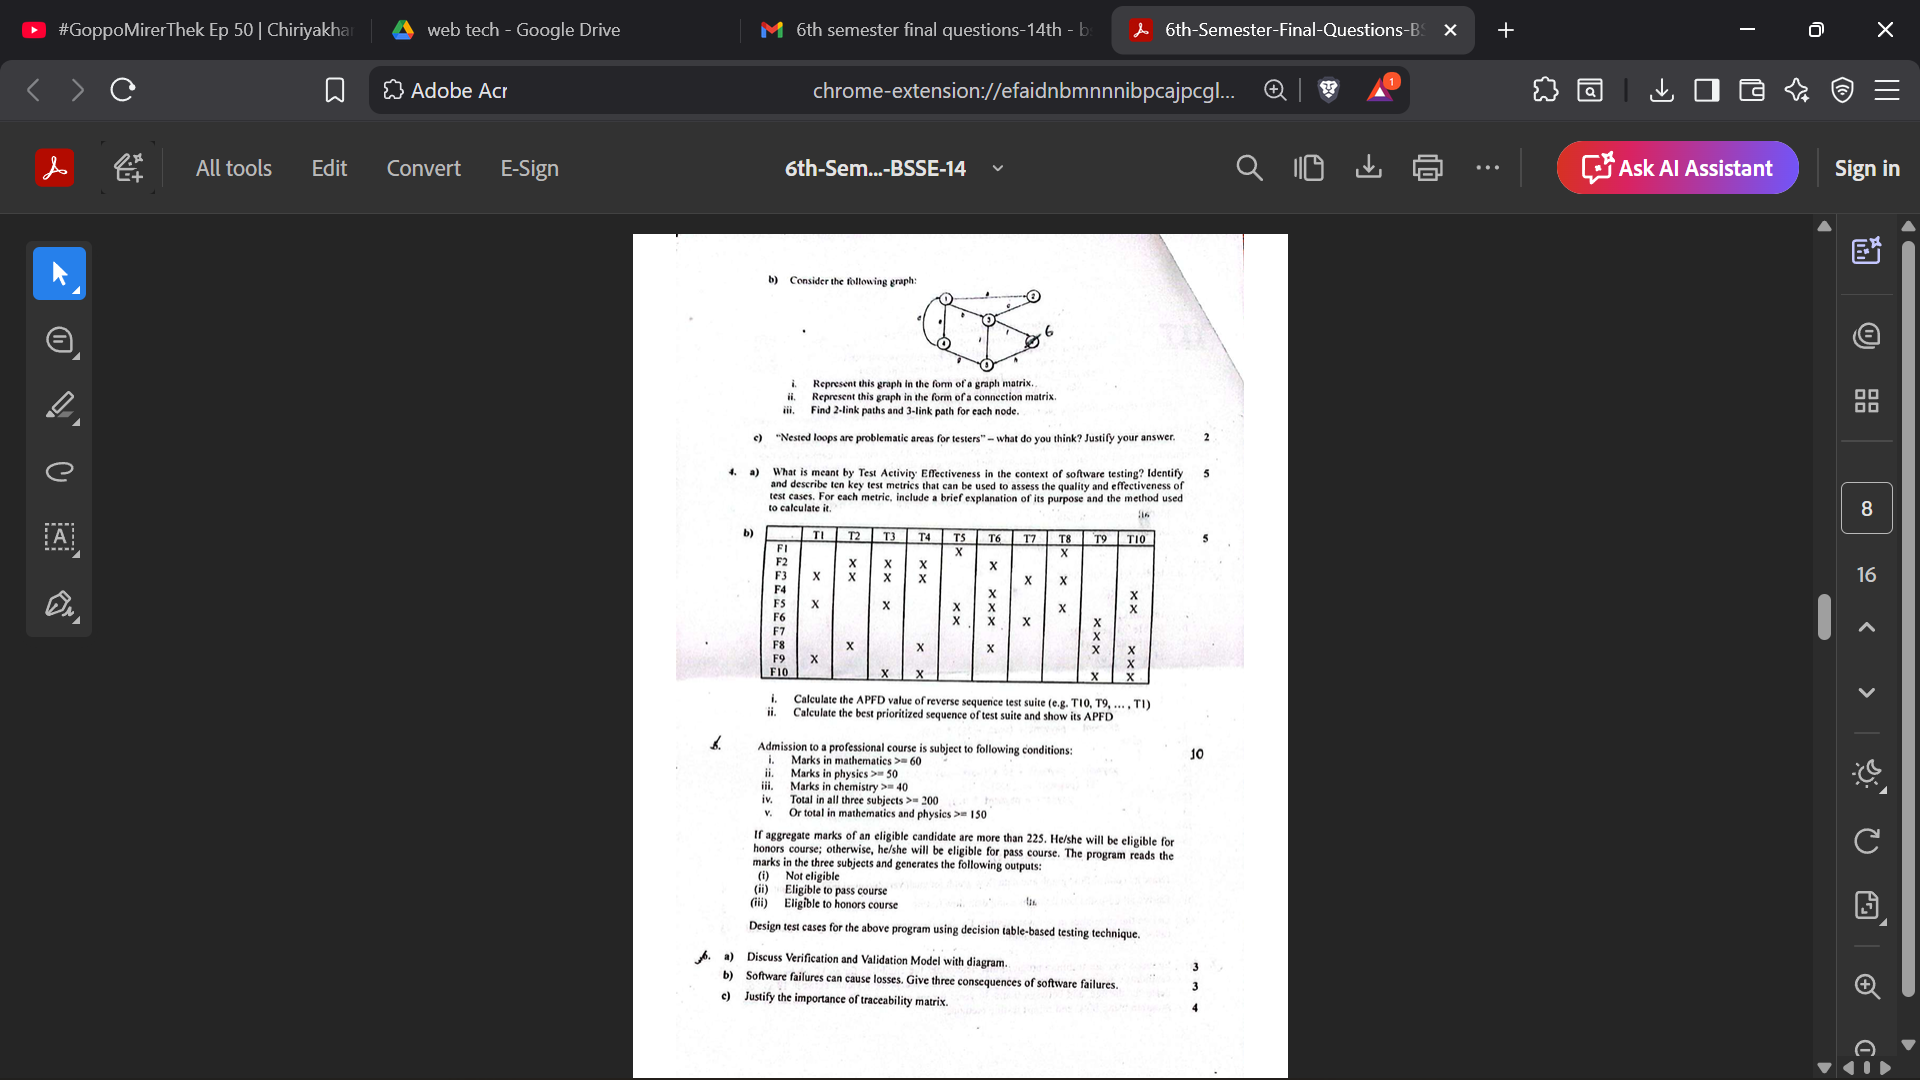 #GoppoMirerThek Ep 50 | Chiriyakha
web tech - Google Drive
6th semester final questions-14th - b
6th-Semester-Final-Questions-BS
Adobe Acr
chrome-extension://efaidnbmnnnibpcajpcgl...
1
All tools
Edit
Convert
E-Sign
6th-Sem...-BSSE-14
Ask AI Assistant
Sign in
b) Consider the following graph:
6
i. Represent this graph in the form of a graph matrix.
ii. Represent this graph in the form of a connection matrix.
iii. Find 2-link paths and 3-link path for each node.
c) "Nested loops are problematic areas for testers" – what do you think? Justify your answer. 2
4. a) What is meant by Test Activity Effectiveness in the context of software testing? Identify 5
and describe ten key test metrics that can be used to assess the quality and effectiveness of
test cases. For each metric, include a brief explanation of its purpose and the method used
to calculate it.
b) T1 T2 T3 T4 T5 T6 T7 T8 T9 T10 5
F1 X X
F2 X X X X
F3 X X X X X X
F4 X X
F5 X X X X X X
F6 X X X X
F7 X
F8 X X X X X
F9 X X
F10 X X X X
i. Calculate the APFD value of reverse sequence test suite (e.g. T10, T9, ... , T1)
ii. Calculate the best prioritized sequence of test suite and show its APFD
5. Admission to a professional course is subject to following conditions: 10
i. Marks in mathematics >= 60
ii. Marks in physics >= 50
iii. Marks in chemistry >= 40
iv. Total in all three subjects >= 200
v. Or total in mathematics and physics >= 150
If aggregate marks of an eligible candidate are more than 225. He/she will be eligible for
honors course; otherwise, he/she will be eligible for pass course. The program reads the
marks in the three subjects and generates the following outputs:
(i) Not eligible
(ii) Eligible to pass course
(iii) Eligible to honors course
Design test cases for the above program using decision table-based testing technique.
6. a) Discuss Verification and Validation Model with diagram. 3
b) Software failures can cause losses. Give three consequences of software failures. 3
c) Justify the importance of traceability matrix. 4
8
16